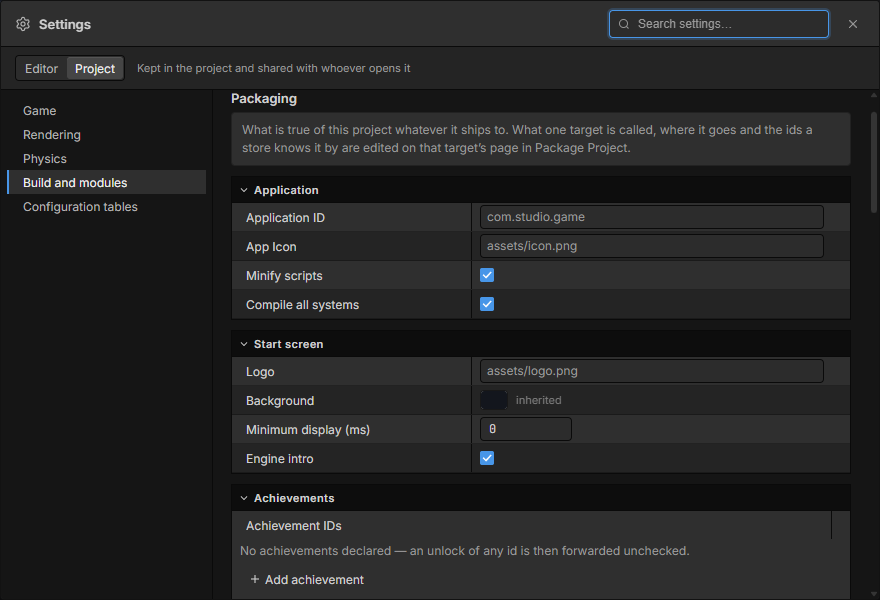 Settings
Search settings...
Editor
Project
Kept in the project and shared with whoever opens it
Game
Rendering
Physics
Build and modules
Configuration tables
Packaging
What is true of this project whatever it ships to. What one target is called, where it goes and the ids a
store knows it by are edited on that target's page in Package Project.
Application
Application ID
com.studio.game
App Icon
assets/icon.png
Minify scripts
Compile all systems
Start screen
Logo
assets/logo.png
Background
inherited
Minimum display (ms)
0
Engine intro
Achievements
Achievement IDs
No achievements declared — an unlock of any id is then forwarded unchecked.
+ Add achievement